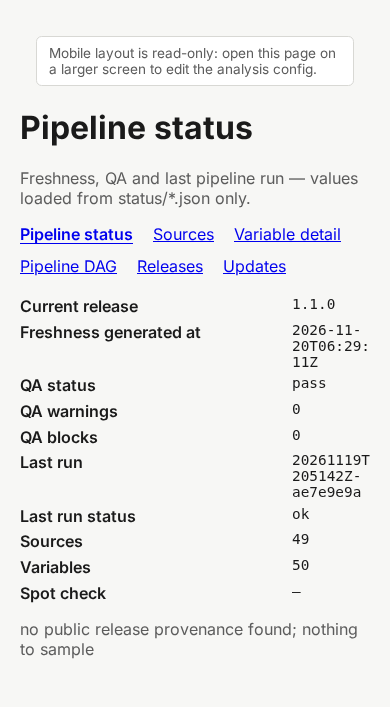 Mobile layout is read-only: open this page on
a larger screen to edit the analysis config.
Pipeline status
Freshness, QA and last pipeline run — values
loaded from status/*.json only.
Pipeline status Sources Variable detail
Pipeline DAG Releases Updates
Current release 1.1.0
Freshness generated at 2026-11-
20T06:29:
11Z
QA status pass
QA warnings 0
QA blocks 0
Last run 20261119T
205142Z-
ae7e9e9a
Last run status ok
Sources 49
Variables 50
Spot check —
no public release provenance found; nothing
to sample